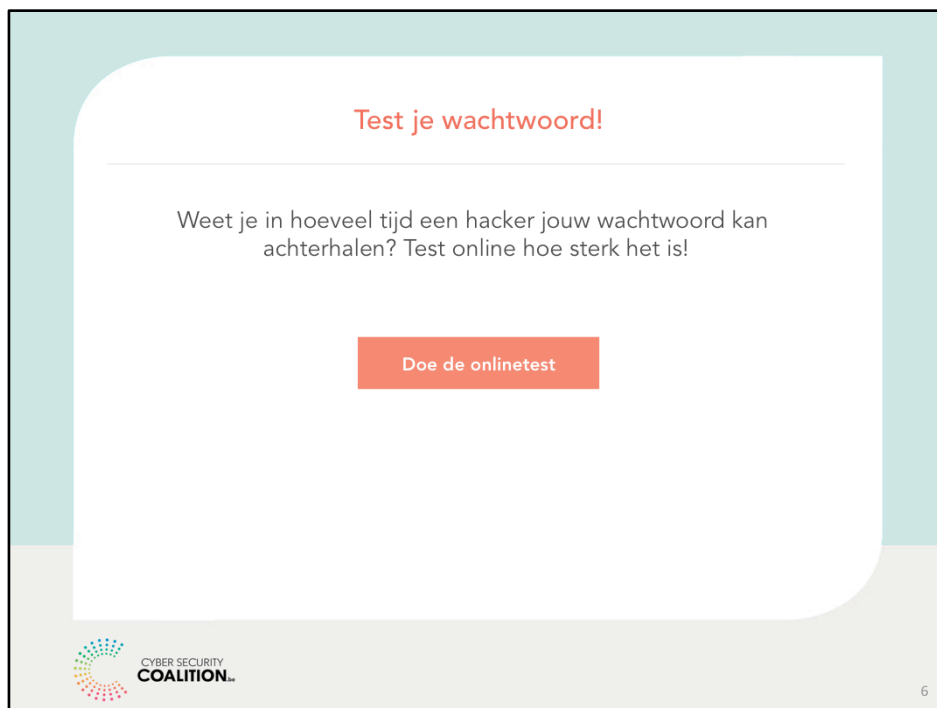 Test je wachtwoord!
Weet je in hoeveel tijd een hacker jouw wachtwoord kan
achterhalen? Test online hoe sterk het is!
Doe de onlinetest
CYBER SECURITY
COALITION.be
6